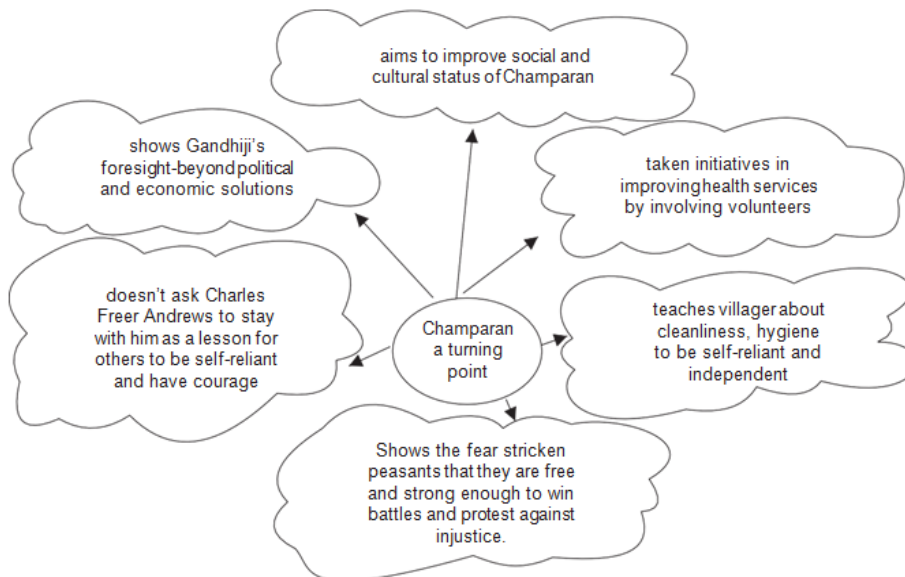 aims to improve social and
cultural status of Champaran
shows Gandhiji's
foresight-beyond political
and economic solutions
taken initiatives in
improving health services
by involving volunteers
doesn't ask Charles
Freer Andrews to stay
with him as a lesson for
others to be self-reliant
and have courage
Champaran
a turning
point
teaches villager about
cleanliness, hygiene
to be self-reliant and
independent
Shows the fear stricken
peasants that they are free
and strong enough to win
battles and protest against
injustice.